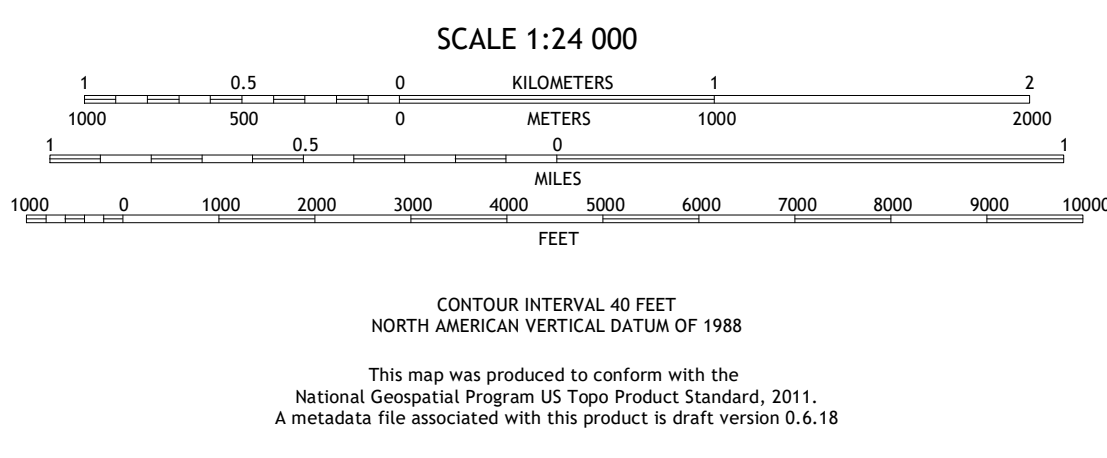 SCALE 1:24 000
1 0.5 0 KILOMETERS 1 2
1000 500 0 METERS 1000 2000
1 0.5 0 1
MILES
1000 0 1000 2000 3000 4000 5000 6000 7000 8000 9000 10000
FEET
CONTOUR INTERVAL 40 FEET
NORTH AMERICAN VERTICAL DATUM OF 1988
This map was produced to conform with the
National Geospatial Program US Topo Product Standard, 2011.
A metadata file associated with this product is draft version 0.6.18